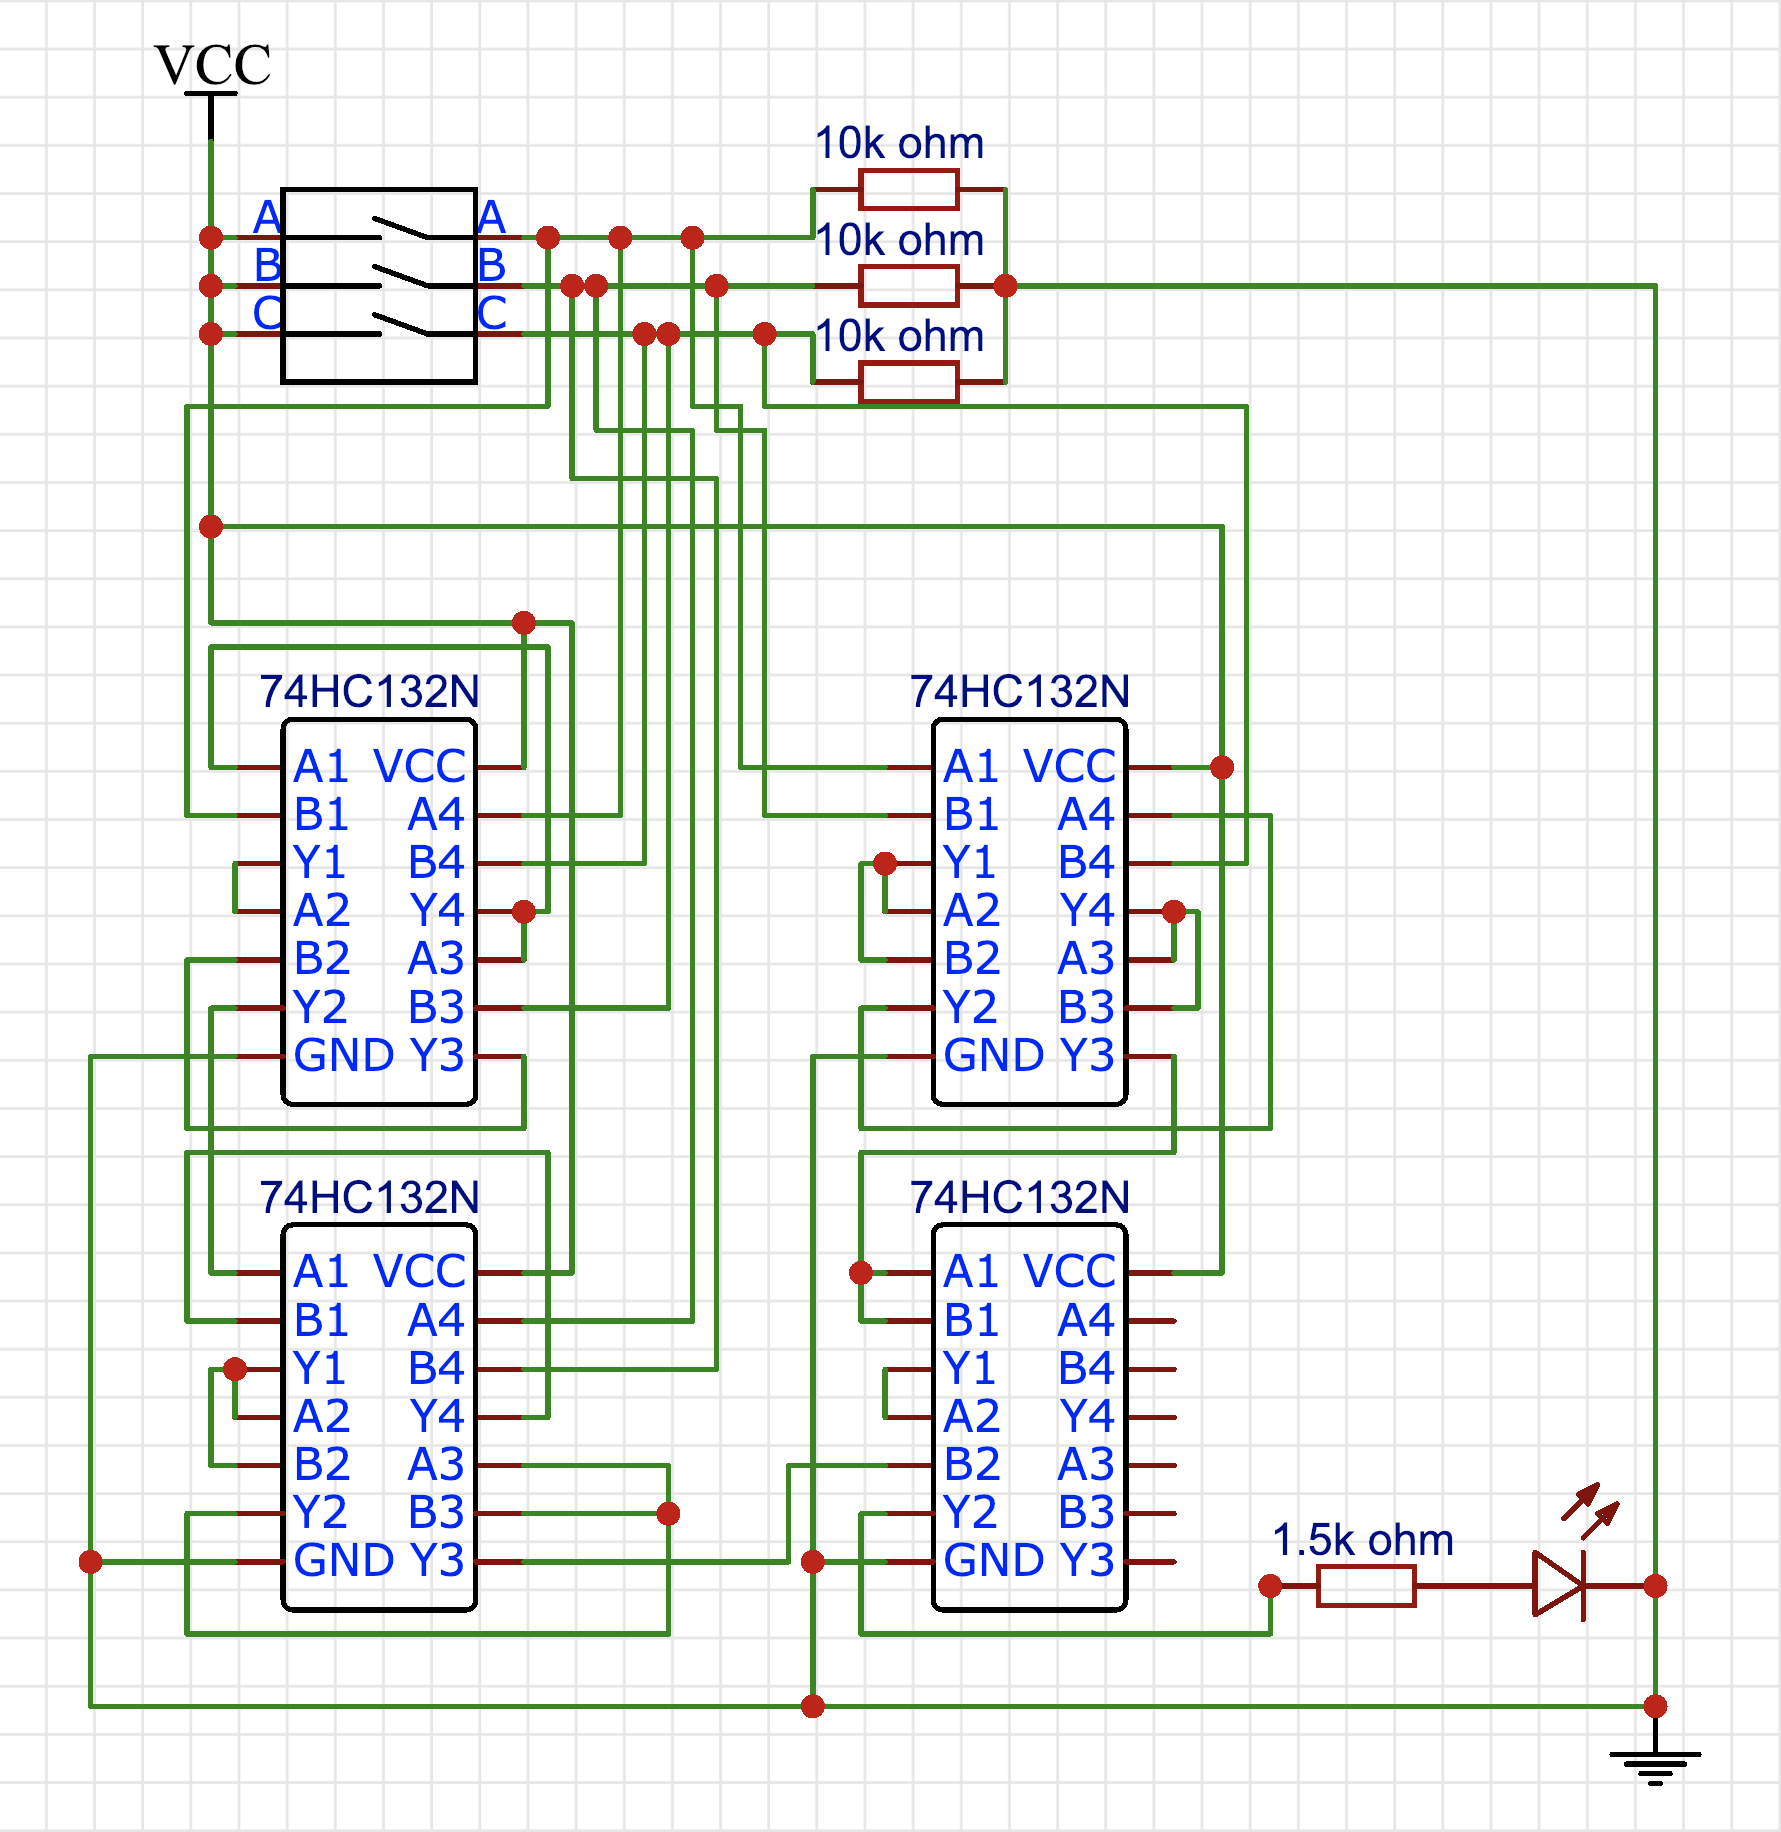 VCC
10k ohm
A A
10k ohm
B B
C C
10k ohm
74HC132N 74HC132N
A1 VCC A1 VCC
B1 A4 B1 A4
Y1 B4 Y1 B4
A2 Y4 A2 Y4
B2 A3 B2 A3
Y2 B3 Y2 B3
GND Y3 GND Y3
74HC132N 74HC132N
A1 VCC A1 VCC
B1 A4 B1 A4
Y1 B4 Y1 B4
A2 Y4 A2 Y4
B2 A3 B2 A3
Y2 B3 Y2 B3
1.5k ohm
GND Y3 GND Y3